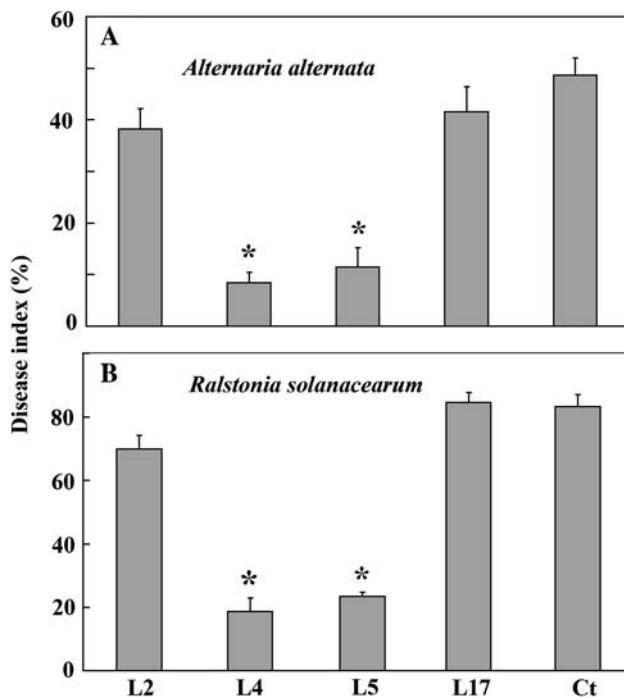 60
A
Alternaria alternata
40
*
*
20
0
Disease index (%)
B
Ralstonia solanacearum
80
60
40
*
*
20
0
L2 L4 L5 L17 Ct